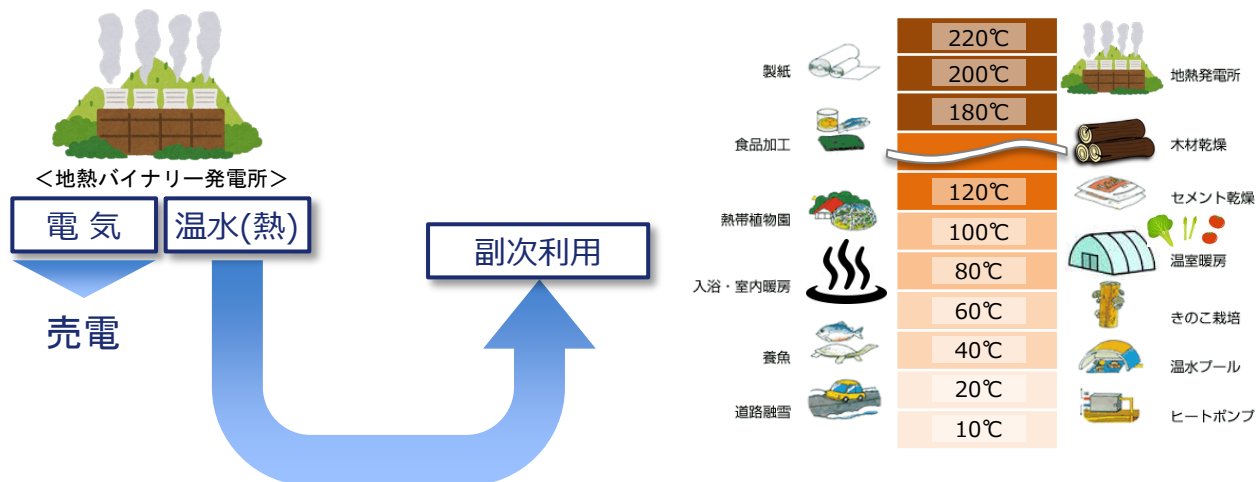 ＜地熱バイナリー発電所＞
電 気
温水(熱)
売電
副次利用
製紙
食品加工
熱帯植物園
入浴・室内暖房
養魚
道路融雪
220℃
200℃
180℃
120℃
100℃
80℃
60℃
40℃
20℃
10℃
地熱発電所
木材乾燥
セメント乾燥
温室暖房
きのこ栽培
温水プール
ヒートポンプ